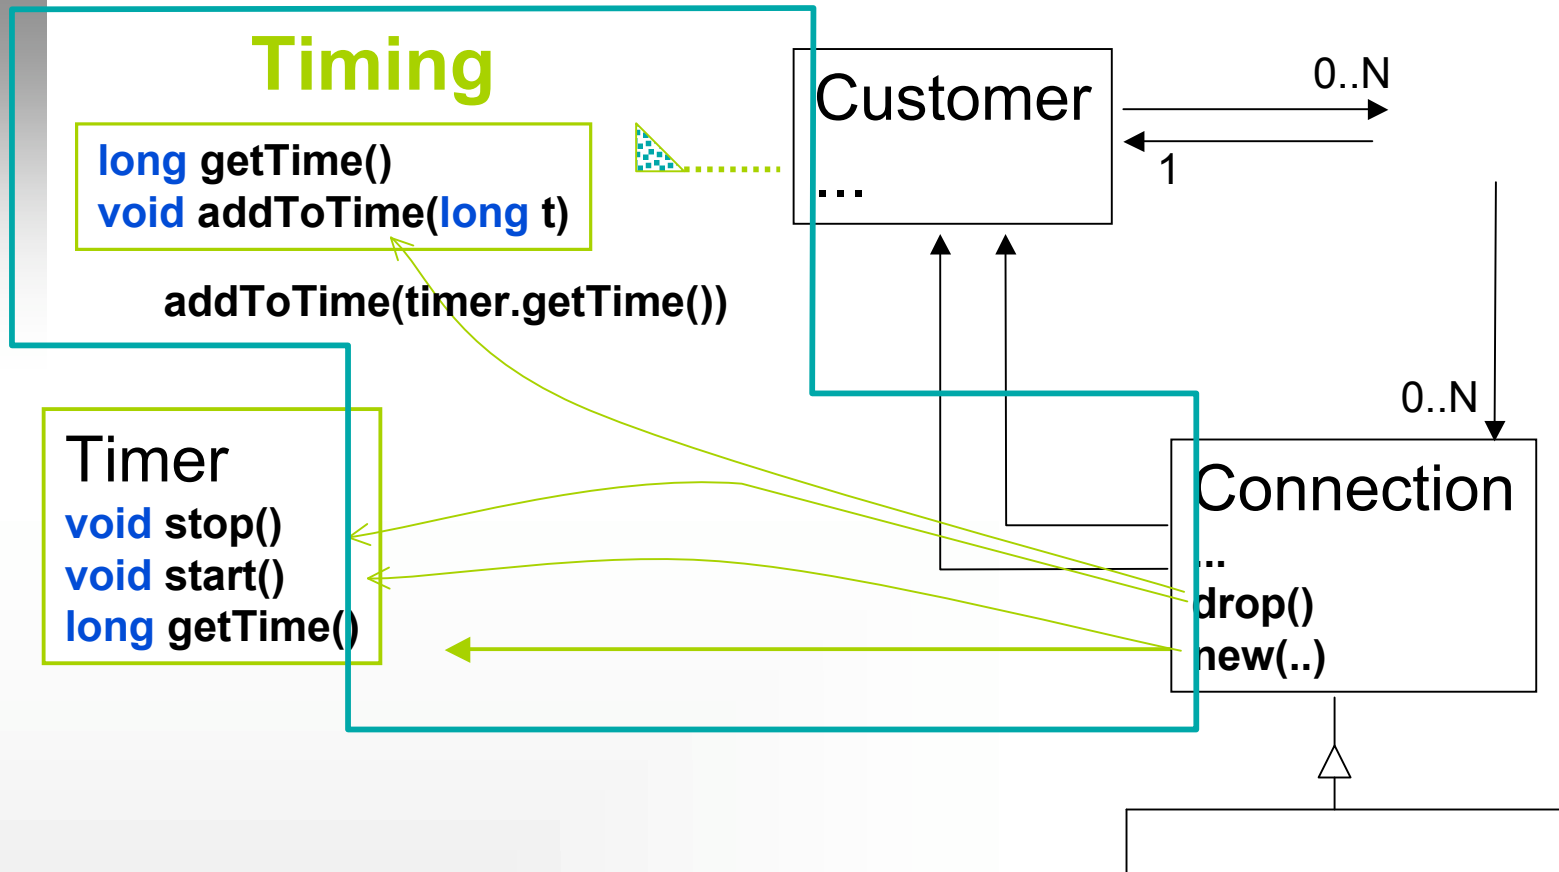 Timing
long getTime()
void addToTime(long t)
addToTime(timer.getTime())
Customer
...
0..N
1
0..N
Timer
void stop()
void start()
long getTime()
Connection
...
drop()
new(..)